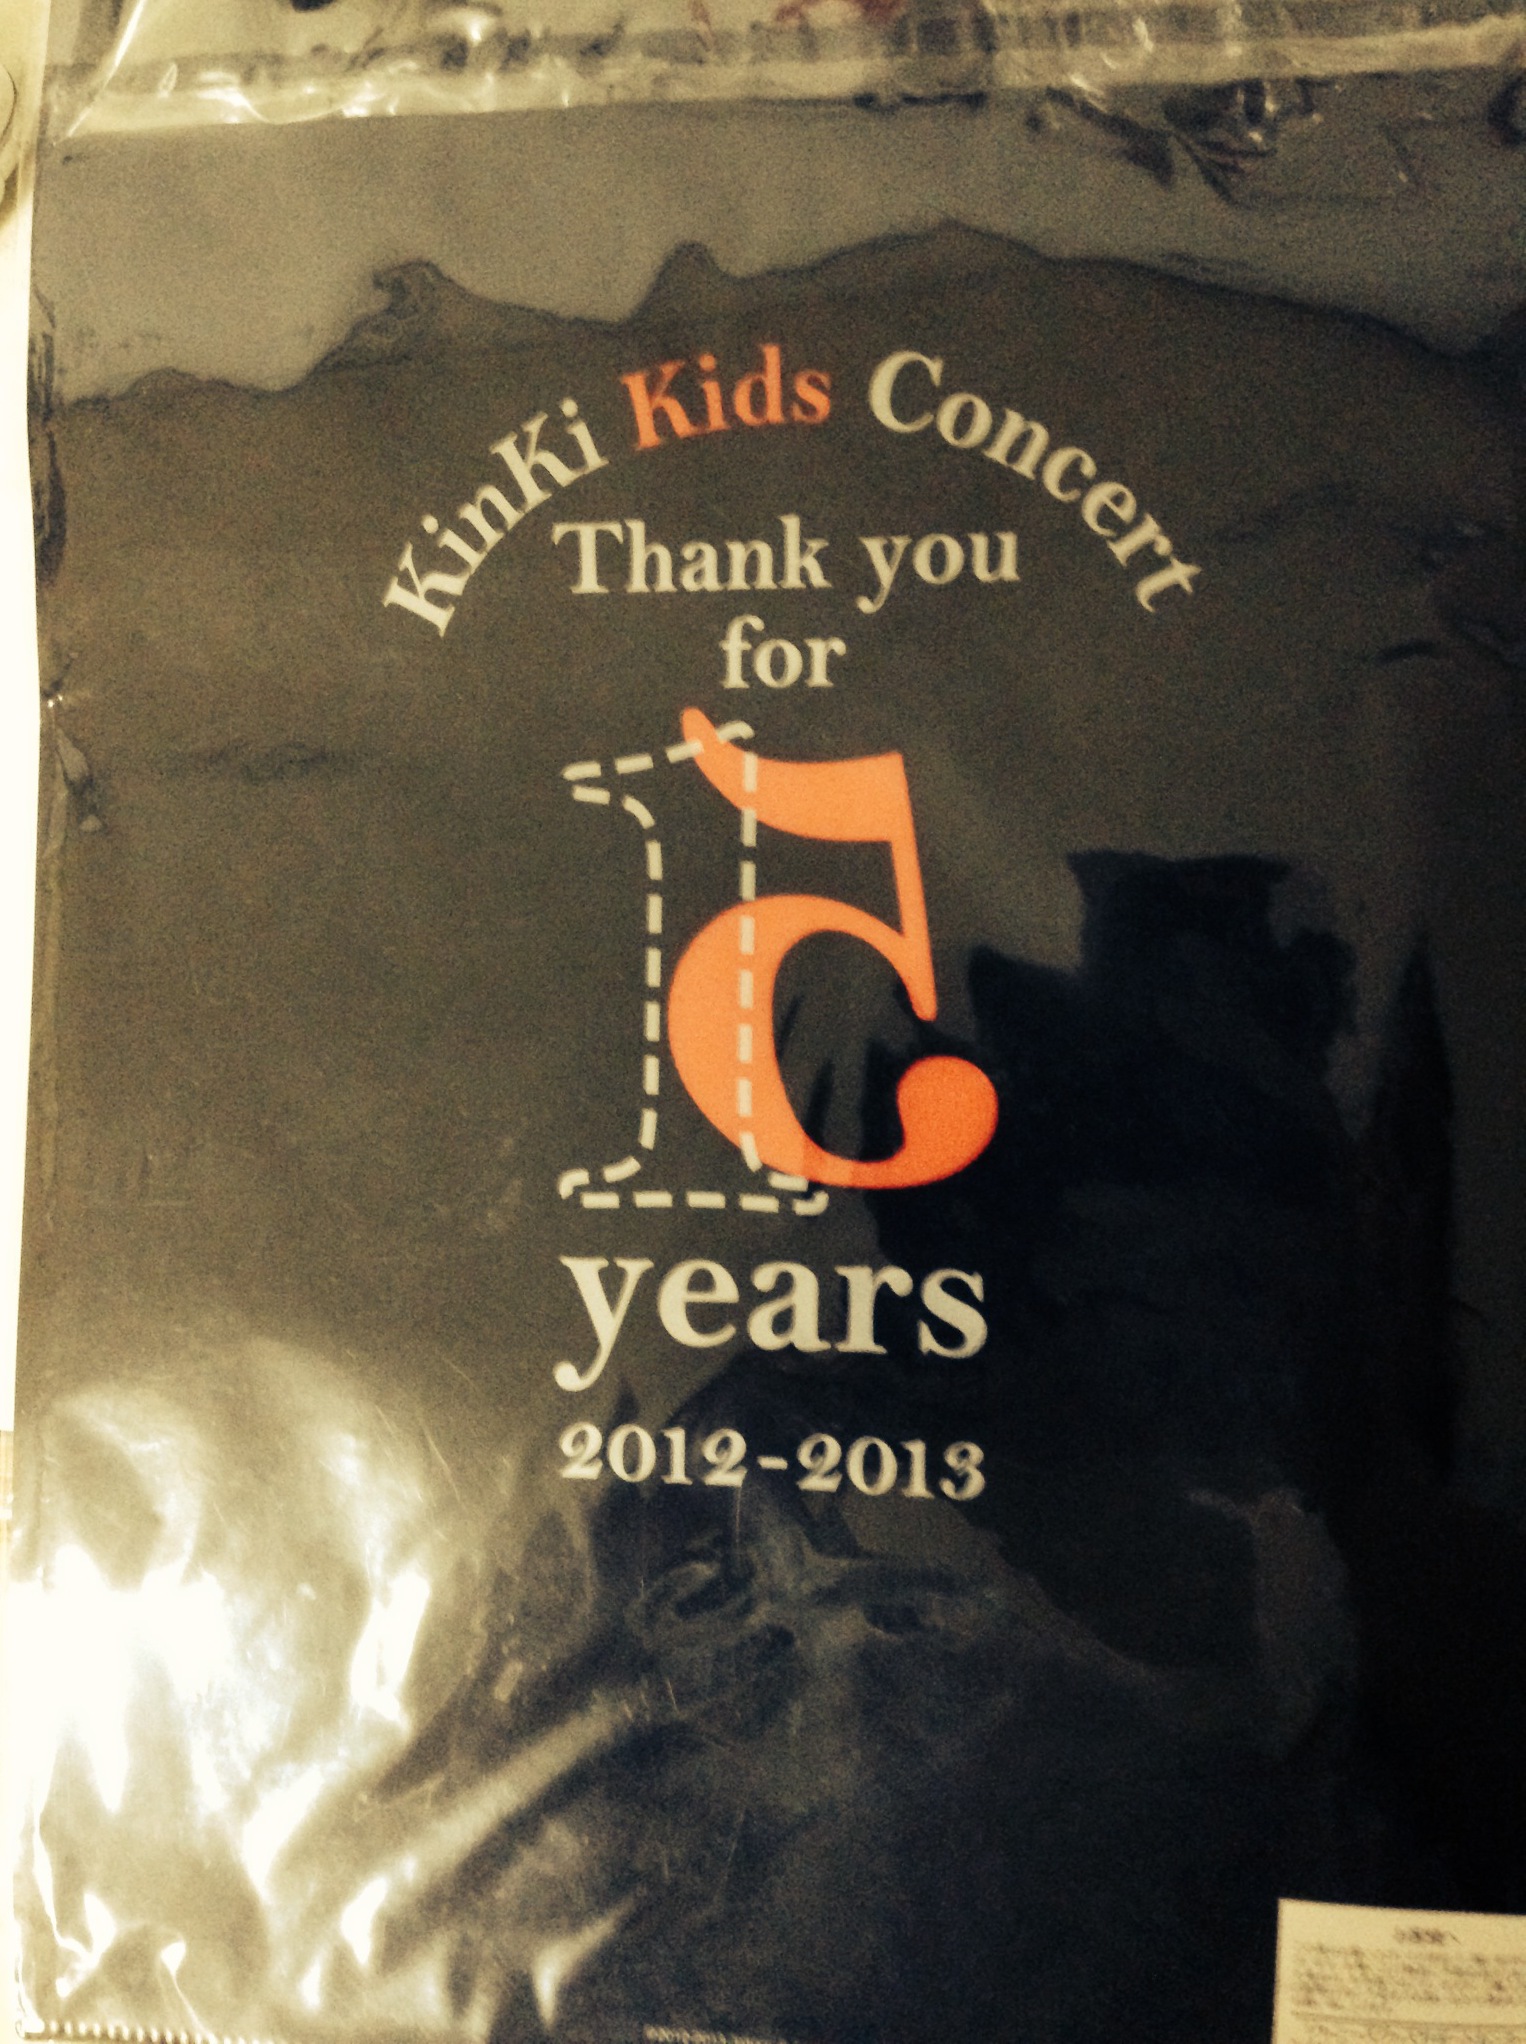 KinKi Kids Concert
Thank you
for
15
years
2012-2013